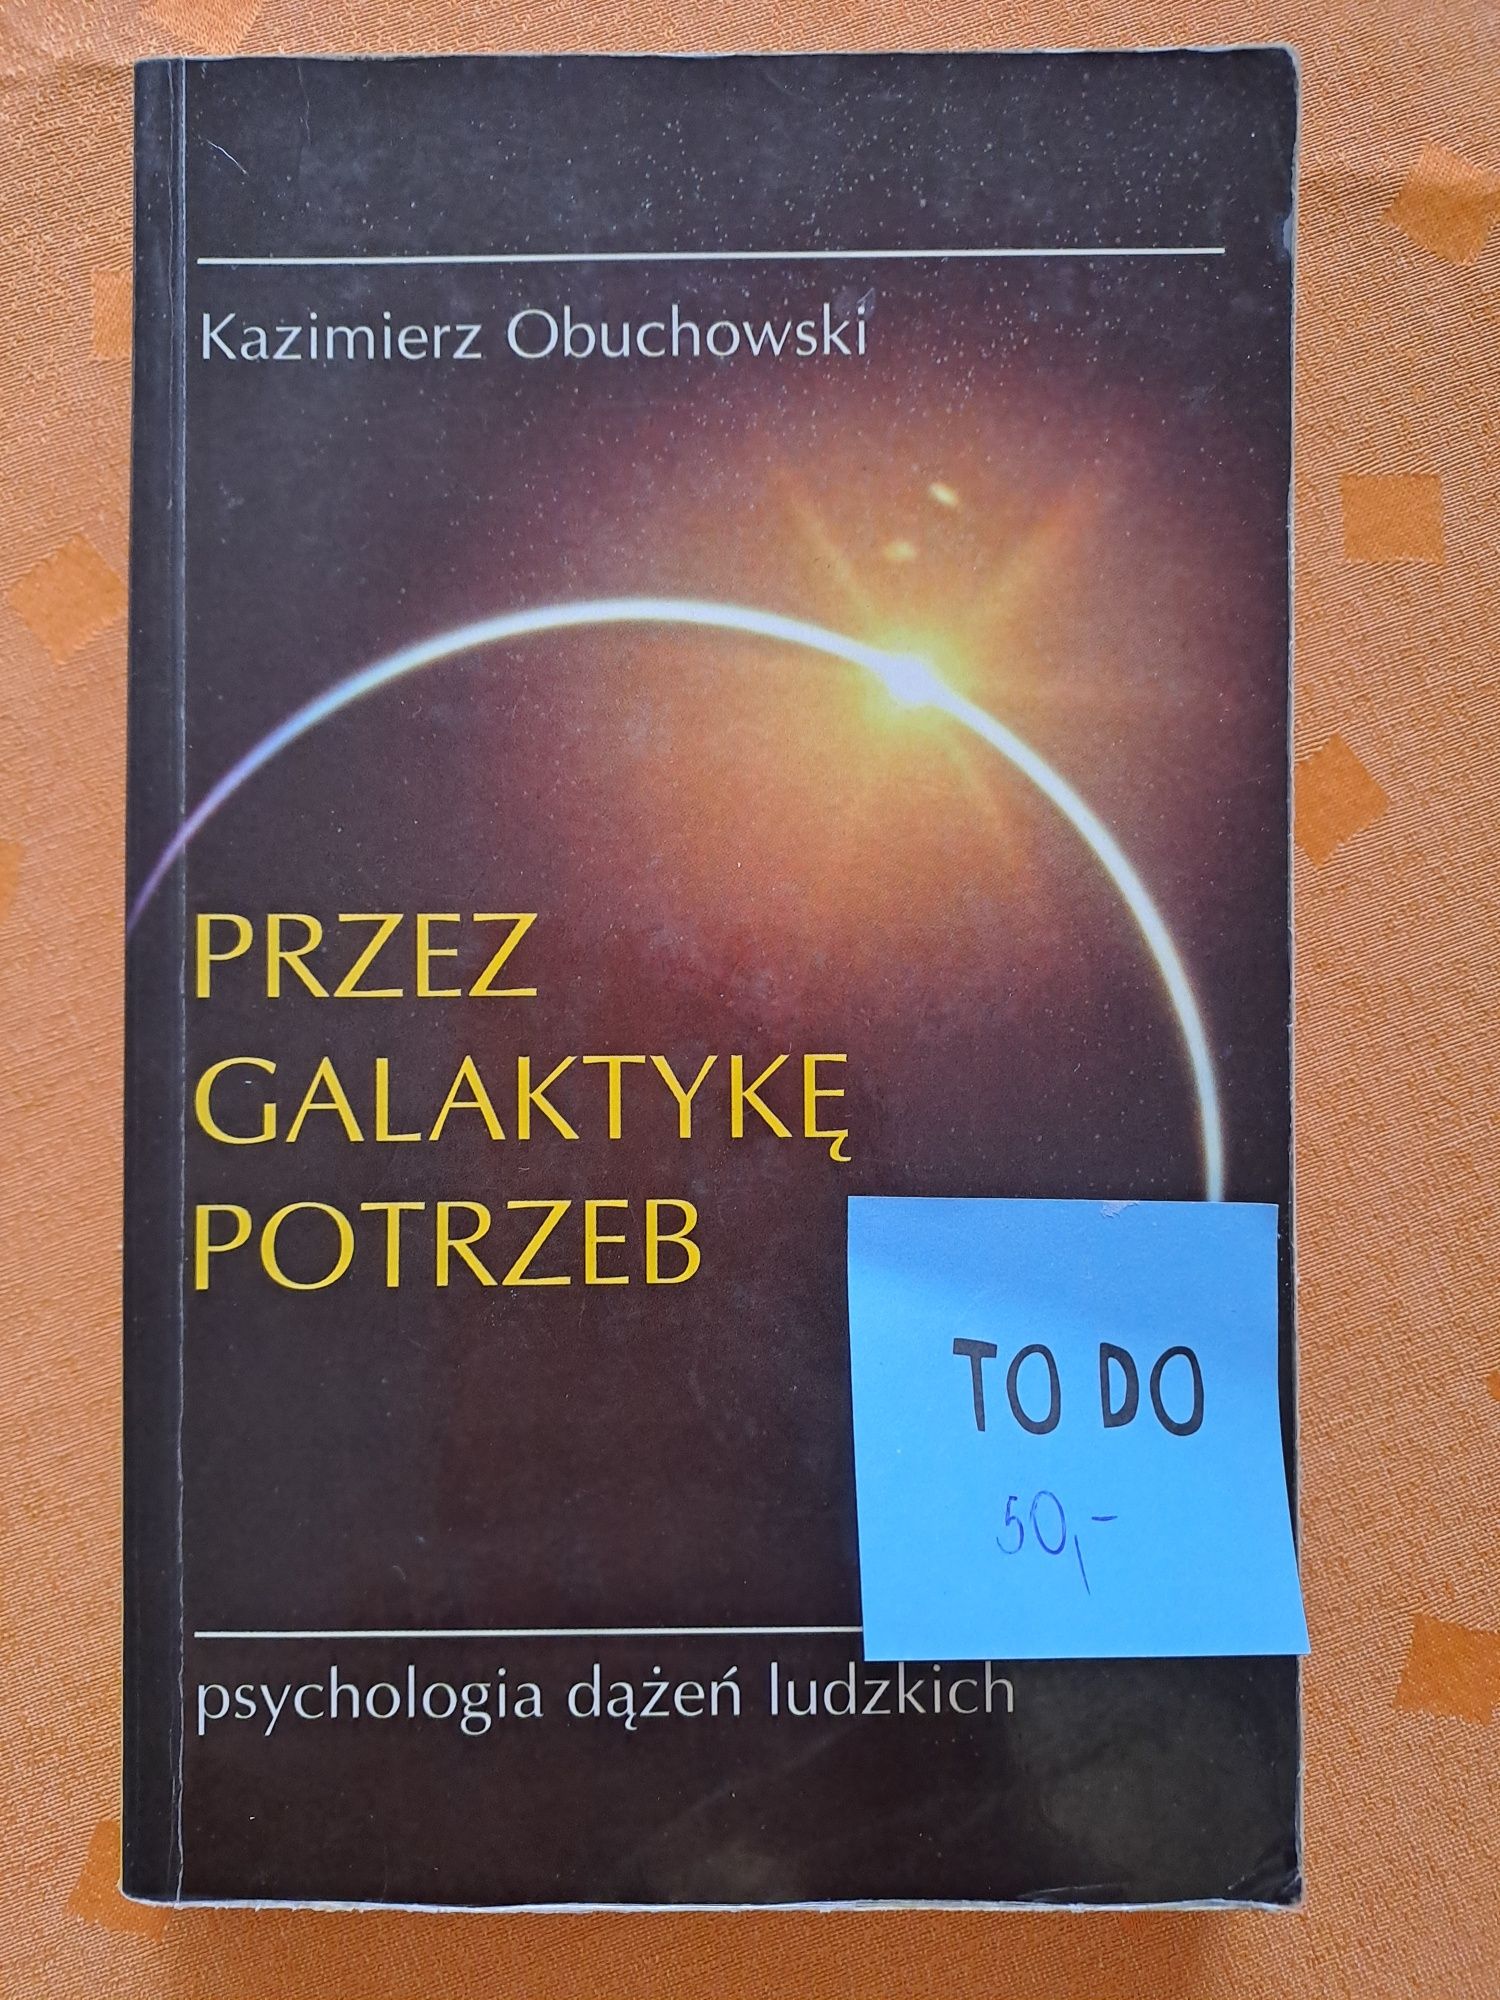 Kazimierz Obuchowski
PRZEZ
GALAKTYKĘ
POTRZEB
TO DO
50,-
psychologia dążeń ludzkich